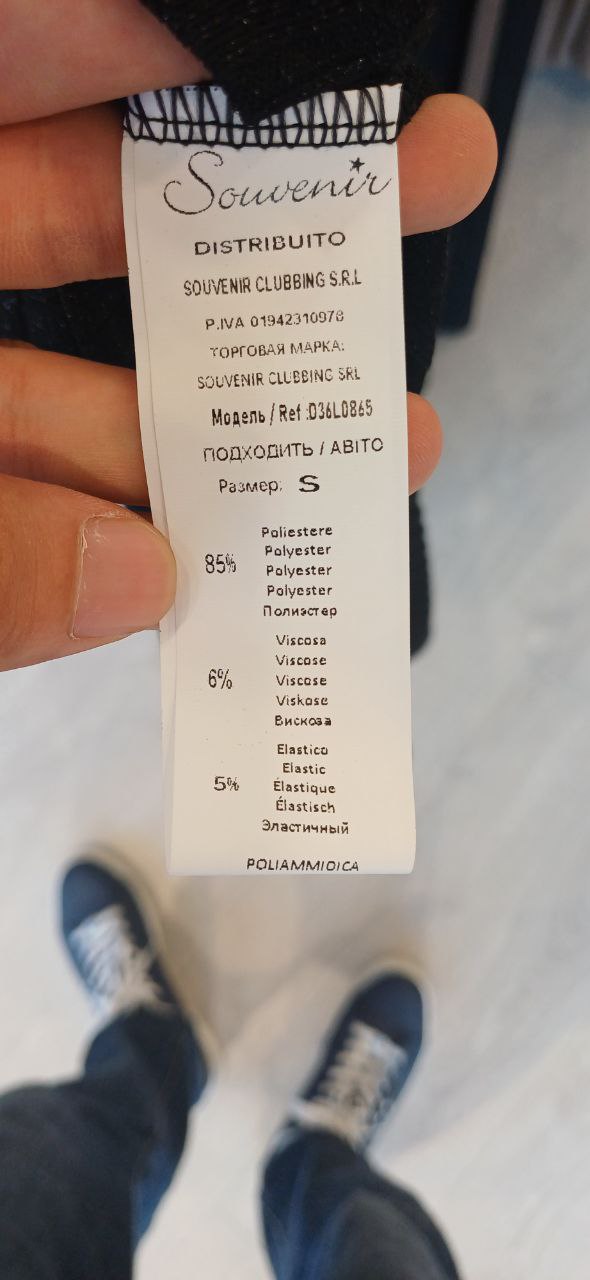 Souvenir
DISTRIBUITO
SOUVENIR CLUBBING S.R.L
P.IVA 01942310978
ТОРГОВАЯ МАРКА:
SOUVENIR CLUBBING SRL
Модель / Ref :D36L0865
ПОДХОДИТЬ / ABITO
Размер: S
Poliestere
Polyester
85% Polyester
Polyester
Полиэстер
Viscosa
Viscose
6% Viscose
Viskose
Вискоза
Elastico
Elastic
5% Élastique
Élastisch
Эластичный
POLIAMMIDICA